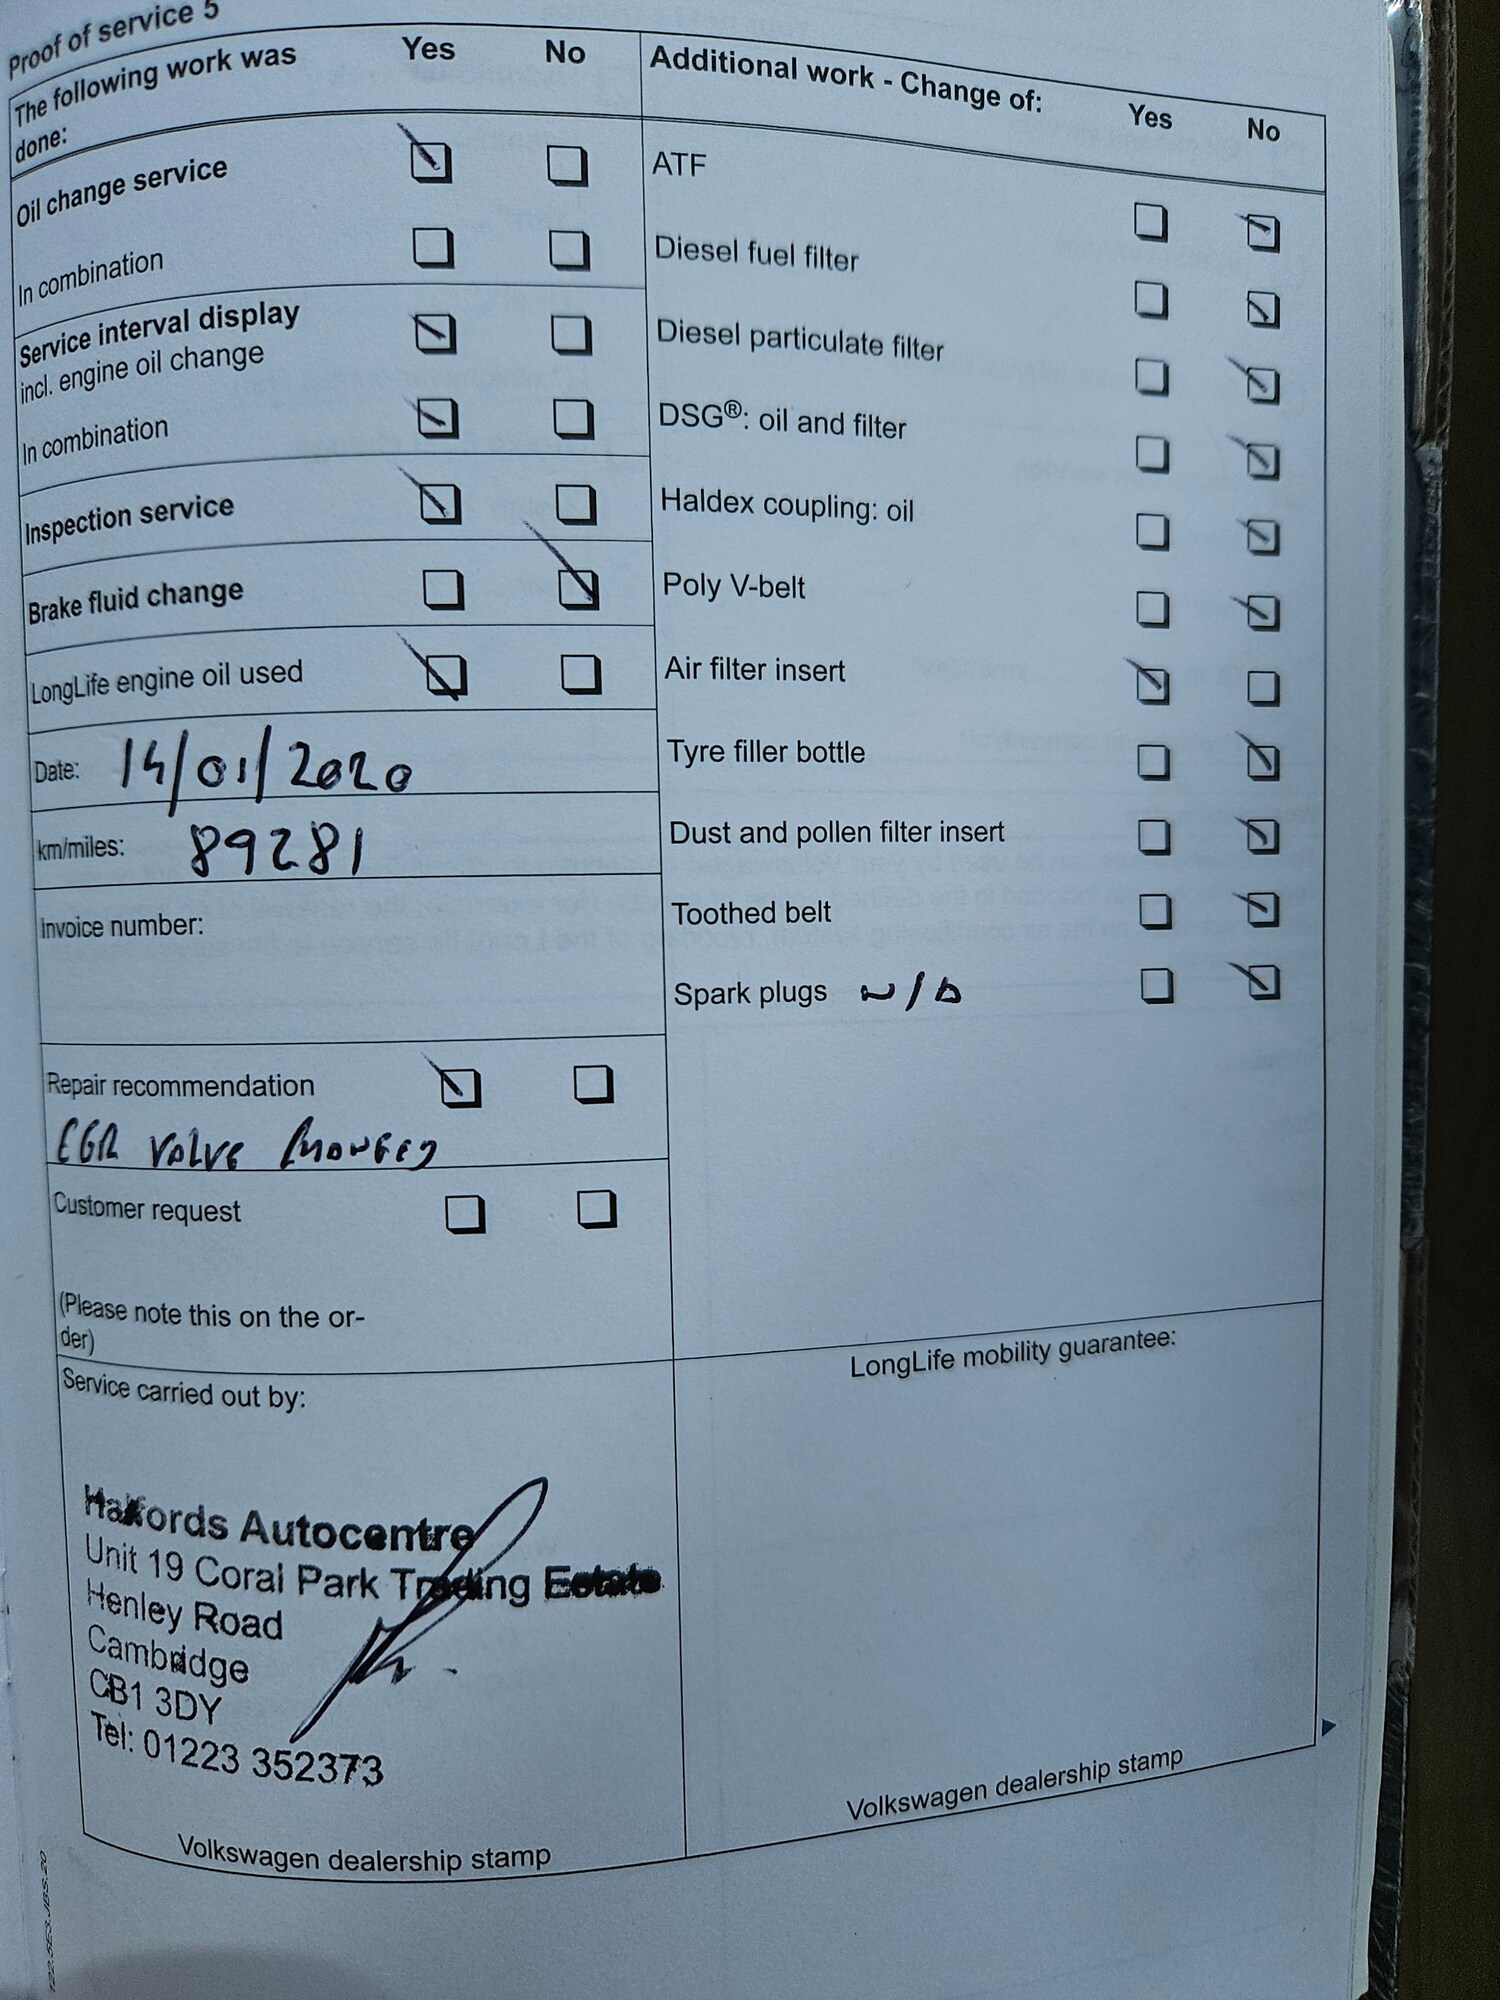 Proof of service 5
The following work was done: Yes No
Oil change service
In combination
Service interval display
incl. engine oil change
In combination
Inspection service
Brake fluid change
LongLife engine oil used
Date: 14/01/2020
km/miles: 89281
Invoice number:
Repair recommendation
EGR VALVE
Customer request
(Please note this on the or-
der)
Service carried out by:
Halfords Autocentre
Unit 19 Coral Park Trading Estate
Henley Road
Cambridge
CB1 3DY
Tel: 01223 352373
Volkswagen dealership stamp
Additional work - Change of: Yes No
ATF
Diesel fuel filter
Diesel particulate filter
DSG®: oil and filter
Haldex coupling: oil
Poly V-belt
Air filter insert
Tyre filler bottle
Dust and pollen filter insert
Toothed belt
Spark plugs N/A
LongLife mobility guarantee:
Volkswagen dealership stamp